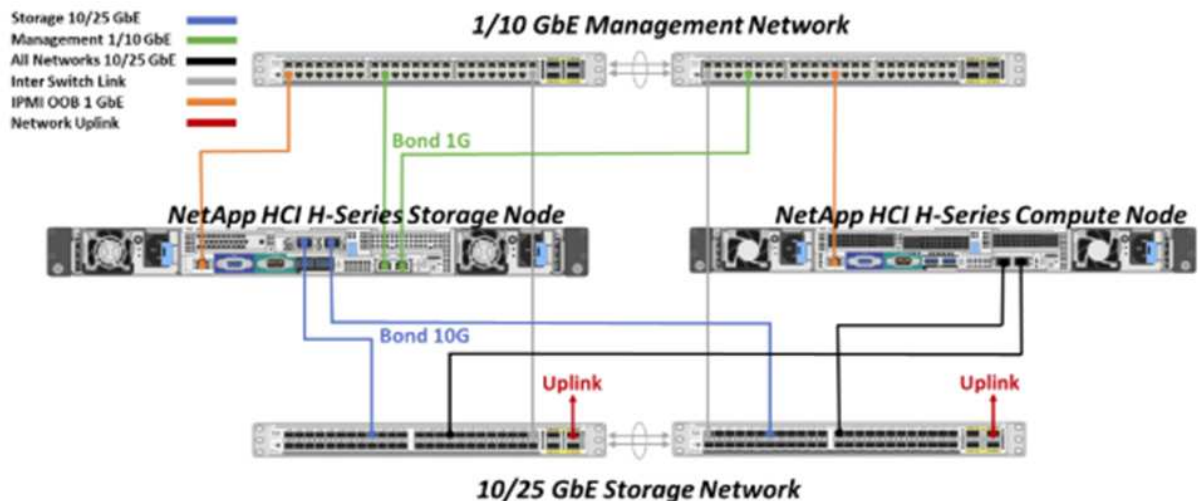 1/10 GbE Management Network
Storage 10/25 GbE
Management 1/10 GbE
All Networks 10/25 GbE
Inter Switch Link
IPMI OOB 1 GbE
Network Uplink
Bond 1G
NetApp HCI H-Series Storage Node
NetApp HCI H-Series Compute Node
Bond 10G
Uplink
Uplink
10/25 GbE Storage Network